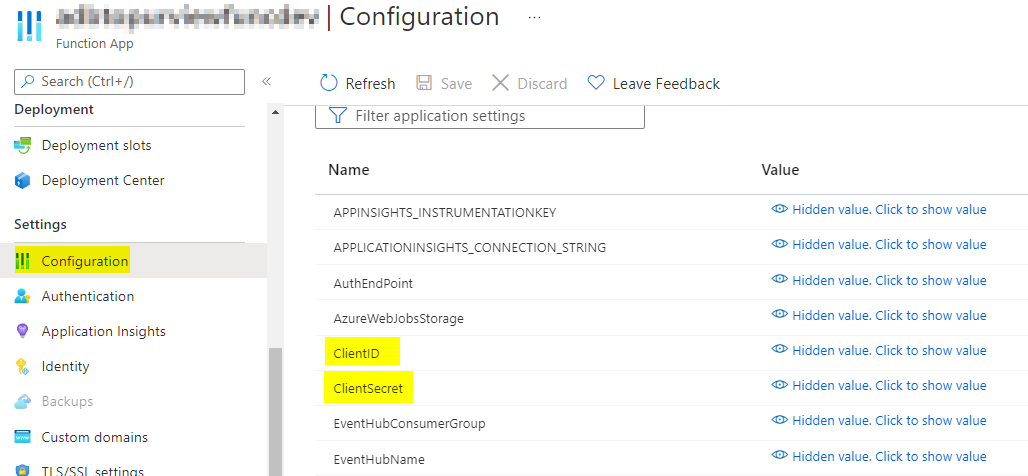 | Configuration ...
Function App
Search (Ctrl+/) «
Refresh Save Discard Leave Feedback
Deployment
Deployment slots
Deployment Center
Settings
Configuration
Authentication
Application Insights
Identity
Backups
Custom domains
TLS/SSL settings
Filter application settings
Name Value
APPINSIGHTS_INSTRUMENTATIONKEY Hidden value. Click to show value
APPLICATIONINSIGHTS_CONNECTION_STRING Hidden value. Click to show value
AuthEndPoint Hidden value. Click to show value
AzureWebJobsStorage Hidden value. Click to show value
ClientID Hidden value. Click to show value
ClientSecret Hidden value. Click to show value
EventHubConsumerGroup Hidden value. Click to show value
EventHubName Hidden value. Click to show value